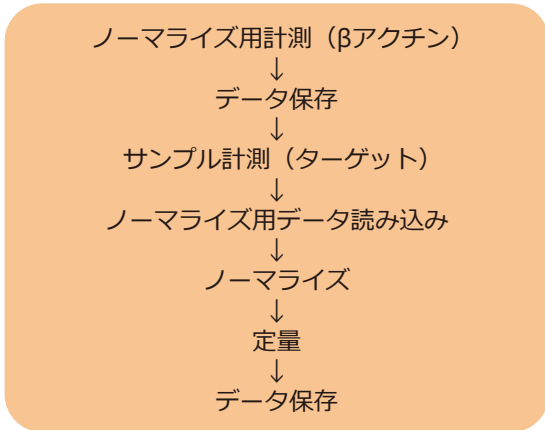 ノーマライズ用計測（βアクチン）
↓
データ保存
↓
サンプル計測（ターゲット）
↓
ノーマライズ用データ読み込み
↓
ノーマライズ
↓
定量
↓
データ保存